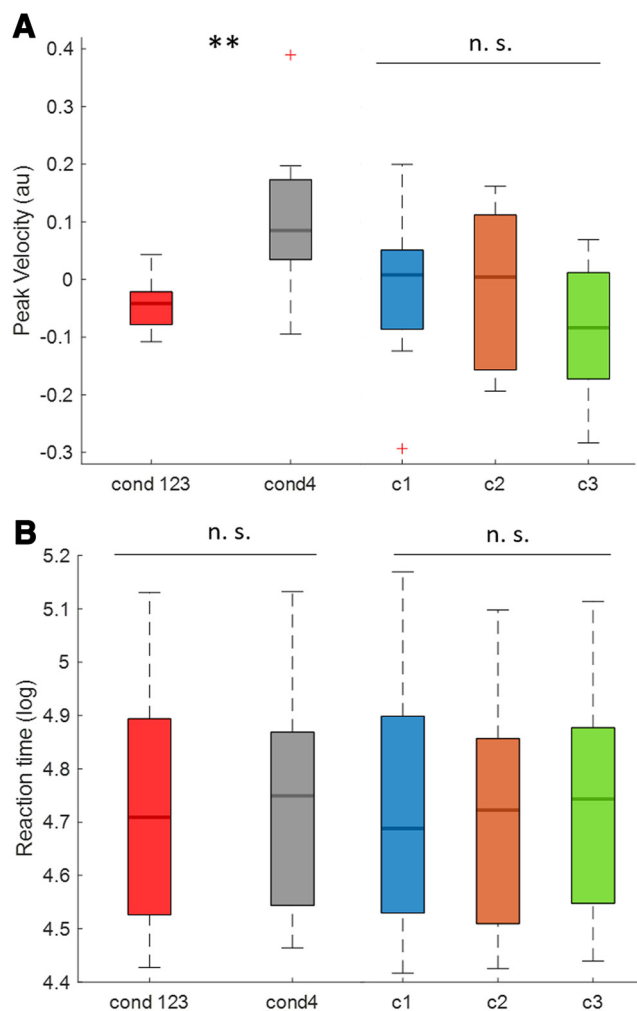 A
** n. s.
Peak Velocity (au)
0.4
0.3
0.2
0.1
0
-0.1
-0.2
-0.3
cond 123 cond4 c1 c2 c3
B
n. s. n. s.
Reaction time (log)
5.2
5.1
5
4.9
4.8
4.7
4.6
4.5
4.4
cond 123 cond4 c1 c2 c3